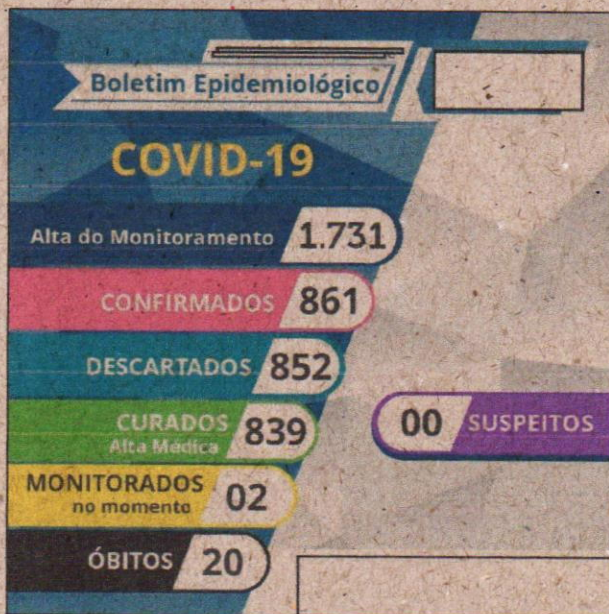 Boletim Epidemiológico
COVID-19
Alta do Monitoramento 1.731
CONFIRMADOS 861
DESCARTADOS 852
CURADOS
Alta Médica
839
00 SUSPEITOS
MONITORADOS
no momento
02
ÓBITOS 20